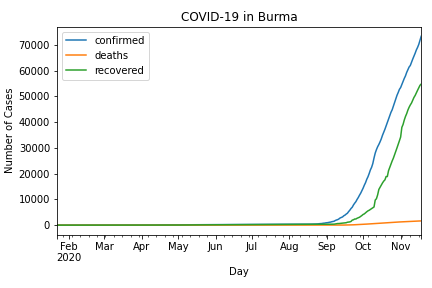 COVID-19 in Burma
confirmed
deaths
recovered
Number of Cases
70000
60000
50000
40000
30000
20000
10000
0
Feb Mar Apr May Jun Jul Aug Sep Oct Nov
2020
Day